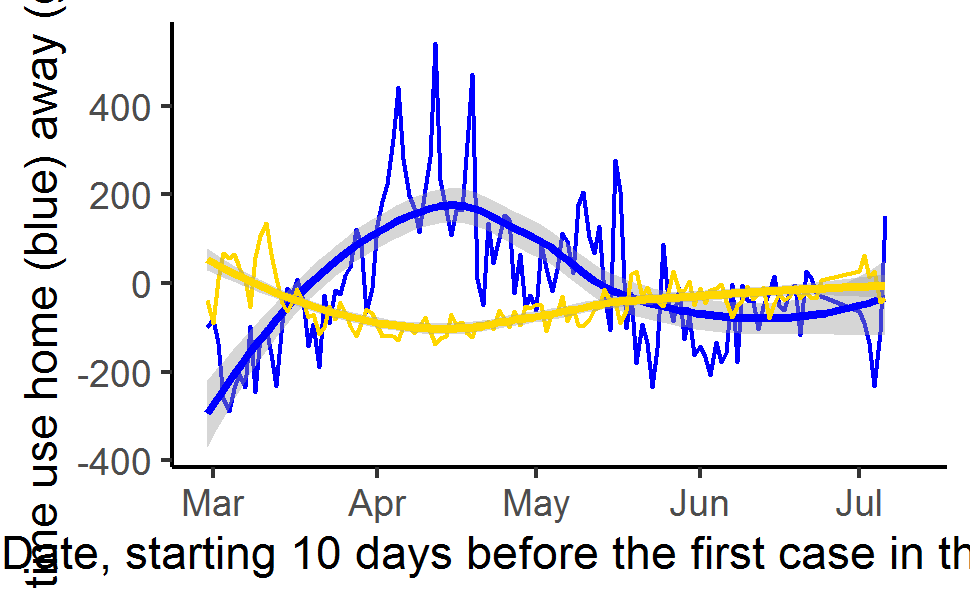 time use home (blue) away (
400
200
0
-200
-400
Mar Apr May Jun Jul
Date, starting 10 days before the first case in th